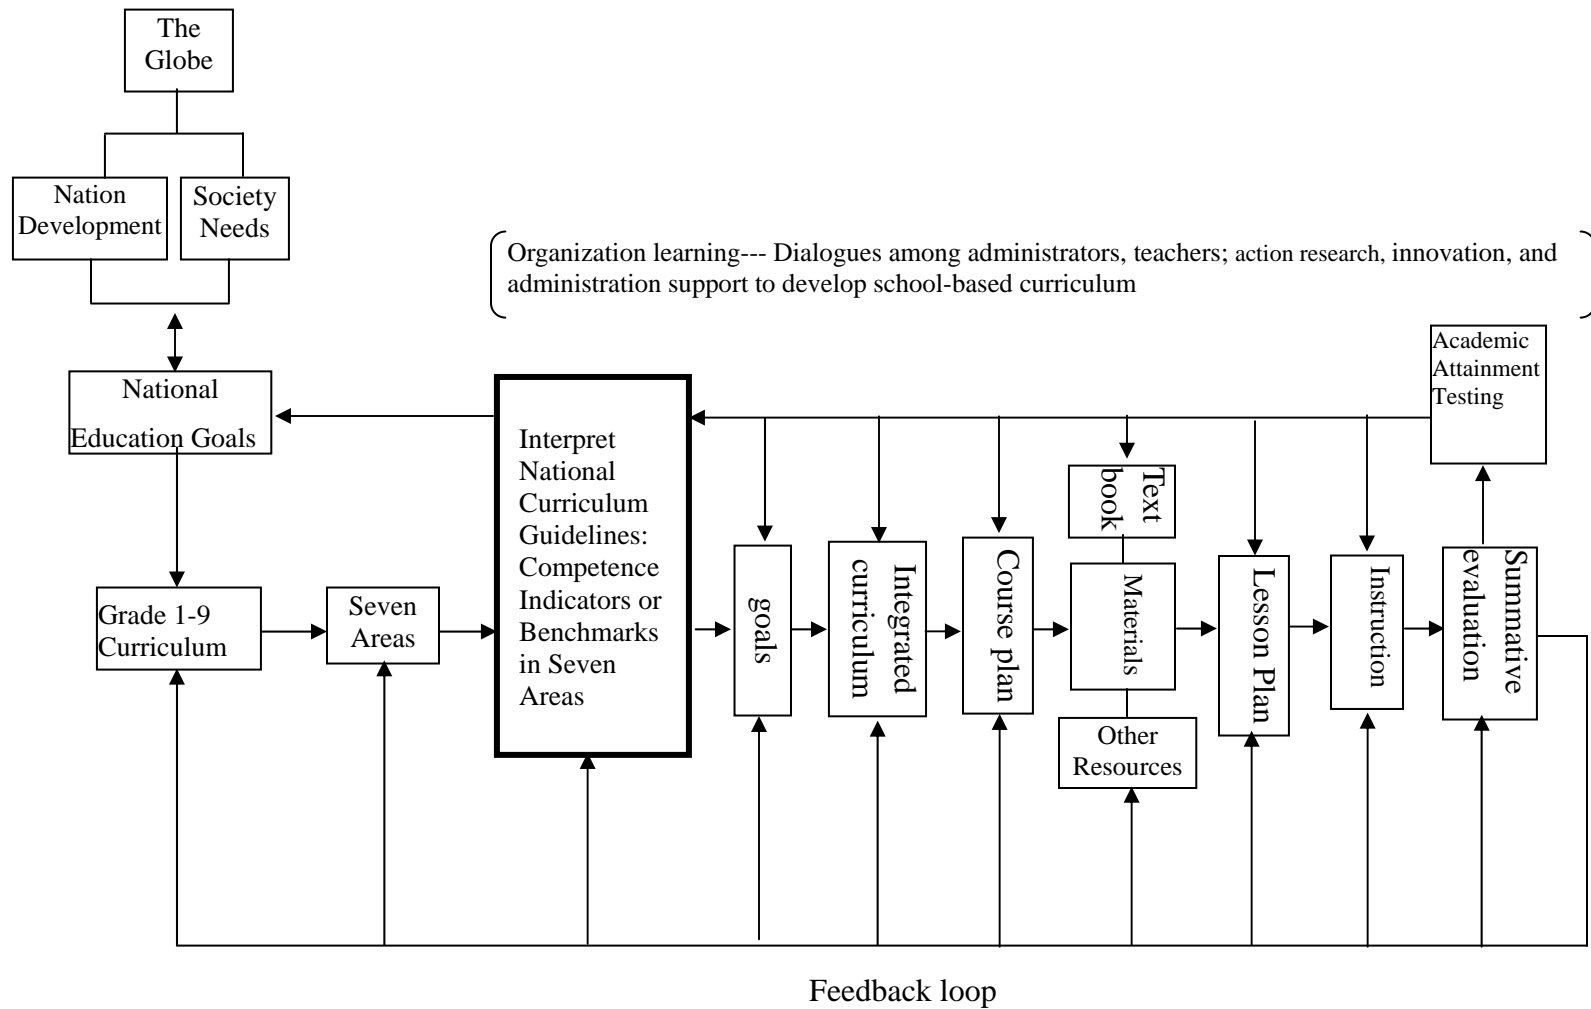 The
Globe
Nation
Development
Society
Needs
Organization learning--- Dialogues among administrators, teachers; action research, innovation, and
administration support to develop school-based curriculum
Academic
Attainment
Testing
National
Education Goals
Interpret
National
Curriculum
Guidelines:
Competence
Indicators or
Benchmarks
in Seven
Areas
Grade 1-9
Curriculum
Seven
Areas
goals
Integrated
curriculum
Course plan
Text
book
Materials
Other
Resources
Lesson Plan
Instruction
Summative
evaluation
Feedback loop